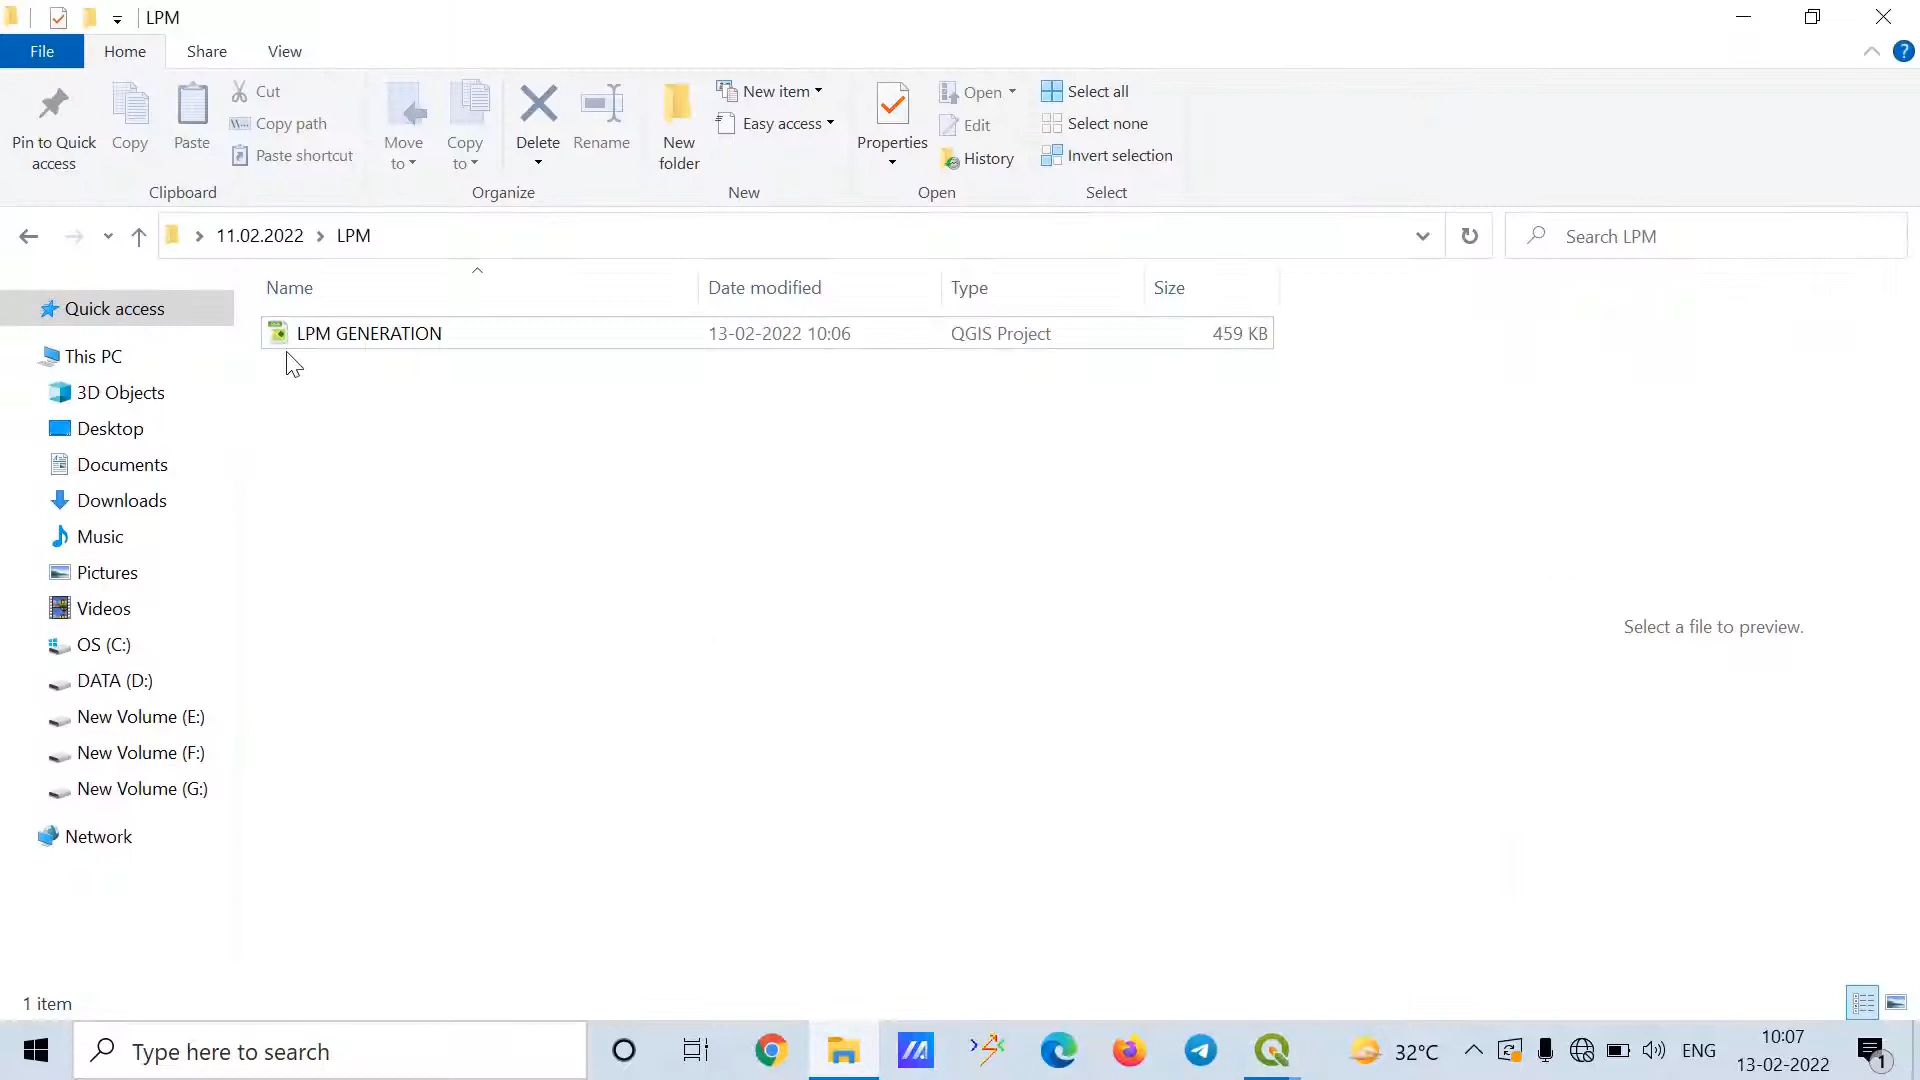 LPM
File Home Share View
Pin to Quick access
Copy
Paste
Cut
Copy path
Paste shortcut
Clipboard
Move to
Copy to
Delete
Rename
Organize
New folder
New item
Easy access
New
Properties
Open
Edit
History
Open
Select all
Select none
Invert selection
Select
11.02.2022 LPM
Search LPM
Name Date modified Type Size
LPM GENERATION 13-02-2022 10:06 QGIS Project 459 KB
Quick access
This PC
3D Objects
Desktop
Documents
Downloads
Music
Pictures
Videos
OS (C:)
DATA (D:)
New Volume (E:)
New Volume (F:)
New Volume (G:)
Network
Select a file to preview.
1 item
Type here to search
32°C
ENG
10:07
13-02-2022
1